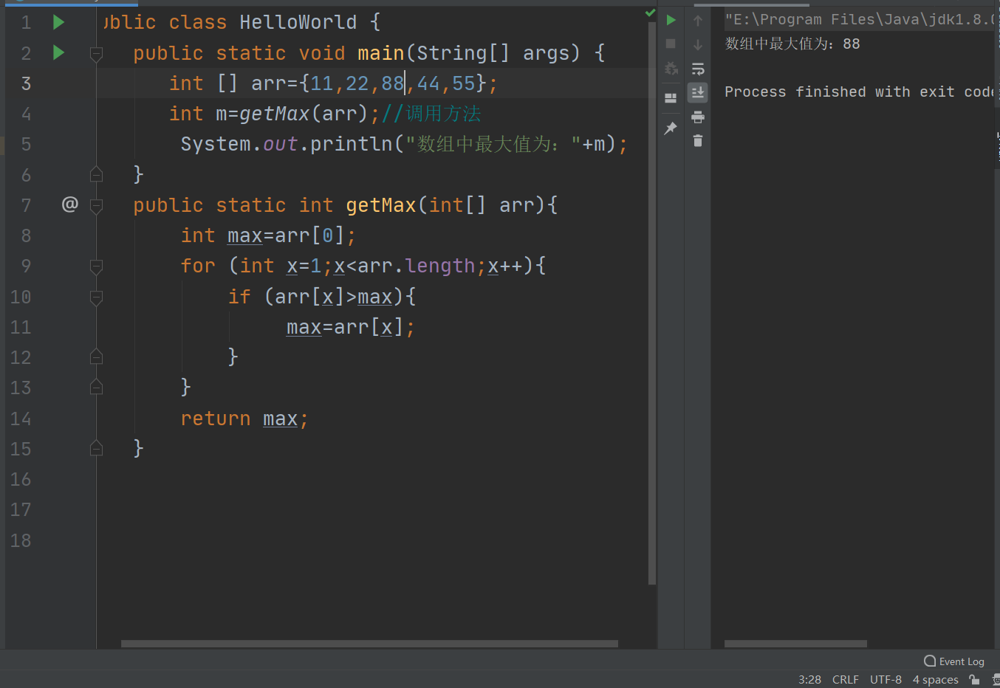 1 ublic class HelloWorld {
2 public static void main(String[] args) {
3 int [] arr={11,22,88,44,55};
4 int m=getMax(arr);//调用方法
5 System.out.println("数组中最大值为："+m);
6 }
7 @ public static int getMax(int[] arr){
8 int max=arr[0];
9 for (int x=1;x<arr.length;x++){
10 if (arr[x]>max){
11 max=arr[x];
12 }
13 }
14 return max;
15 }
16
17
18
"E:\Program Files\Java\jdk1.8.0
数组中最大值为：88
Process finished with exit code
Event Log
3:28 CRLF UTF-8 4 spaces